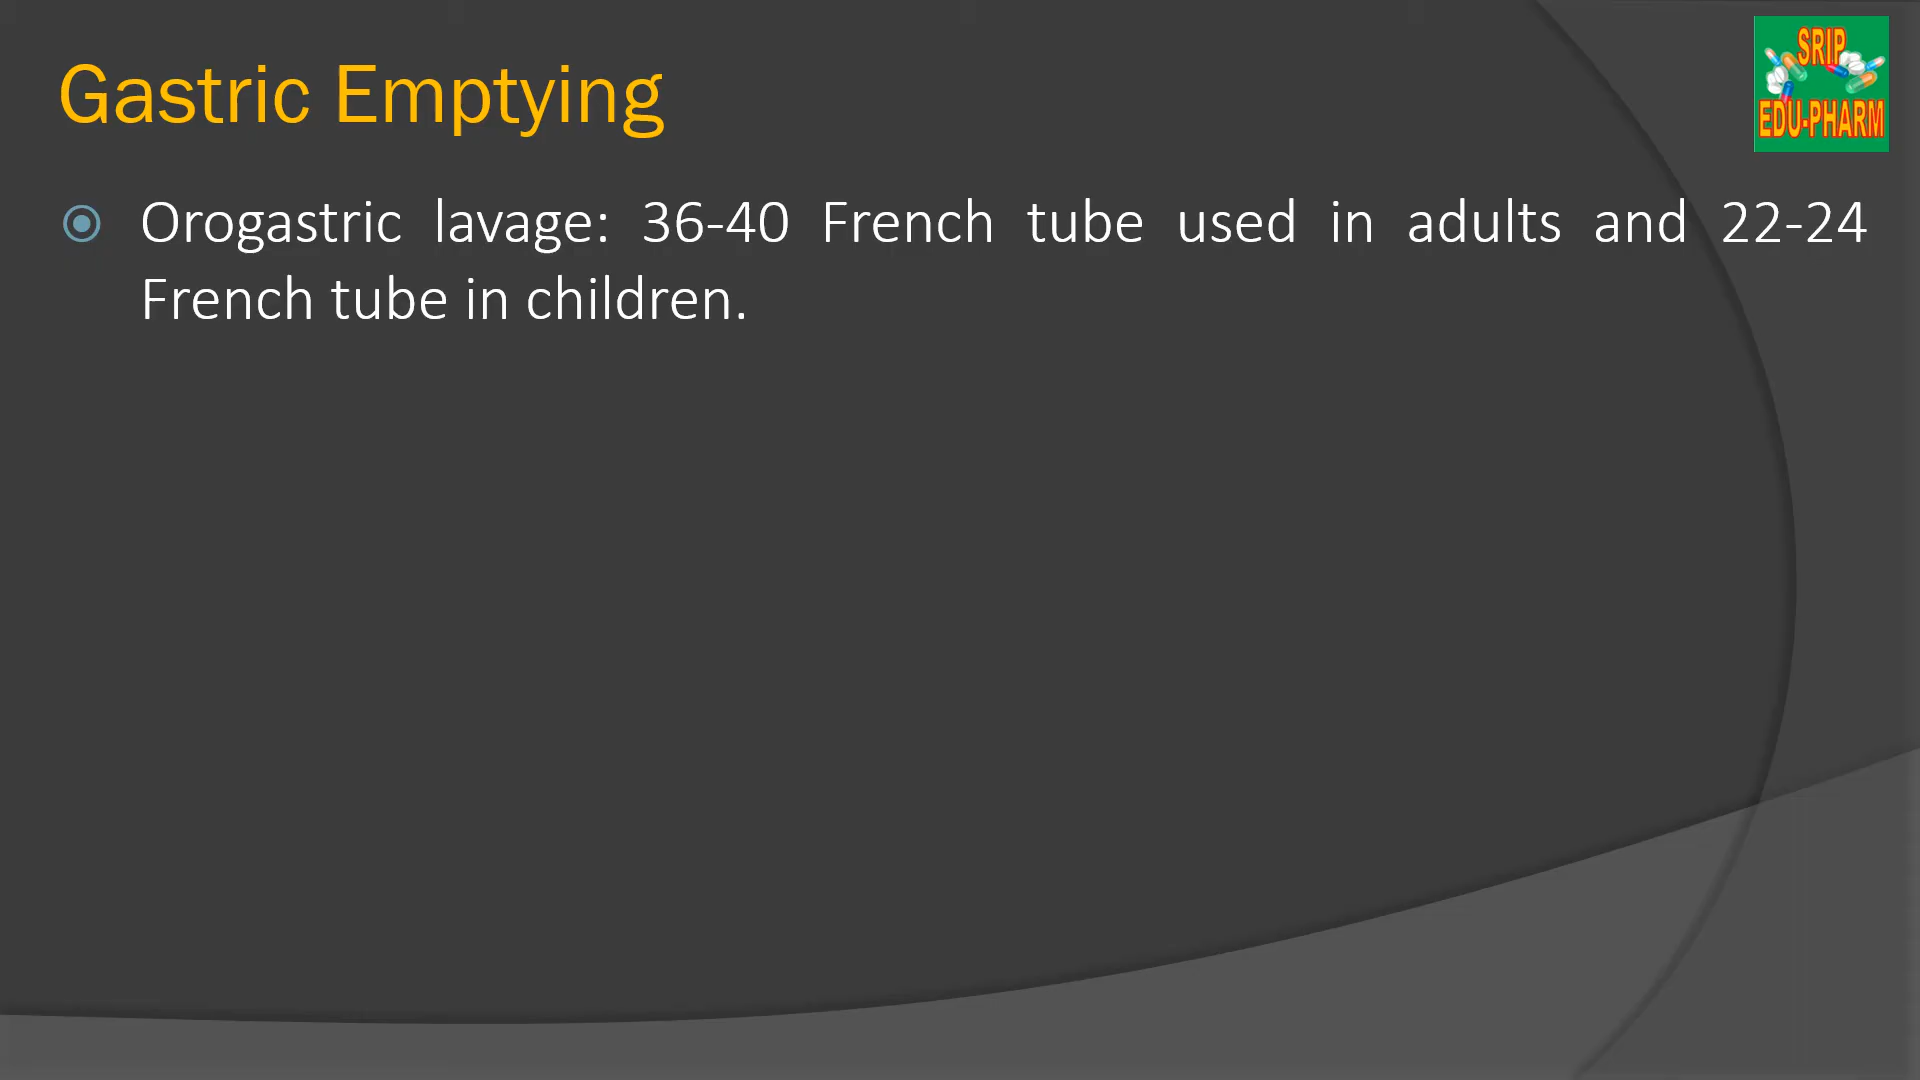 Gastric Emptying
SRIP
EDU-PHARM
Orogastric lavage: 36-40 French tube used in adults and 22-24
French tube in children.